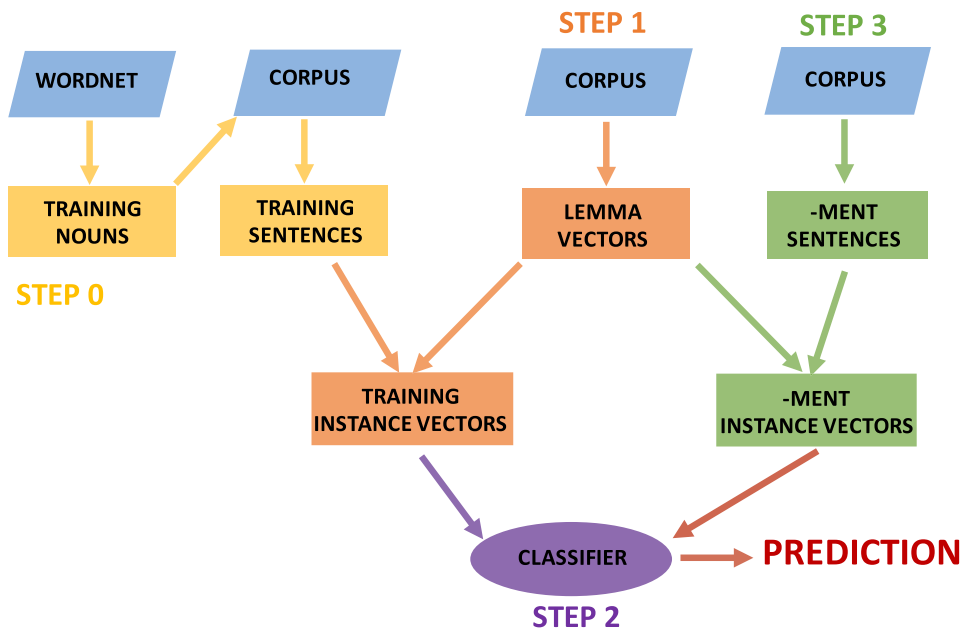 STEP 1
STEP 3
WORDNET
CORPUS
CORPUS
CORPUS
TRAINING
NOUNS
TRAINING
SENTENCES
LEMMA
VECTORS
-MENT
SENTENCES
STEP 0
TRAINING
INSTANCE VECTORS
-MENT
INSTANCE VECTORS
CLASSIFIER
PREDICTION
STEP 2